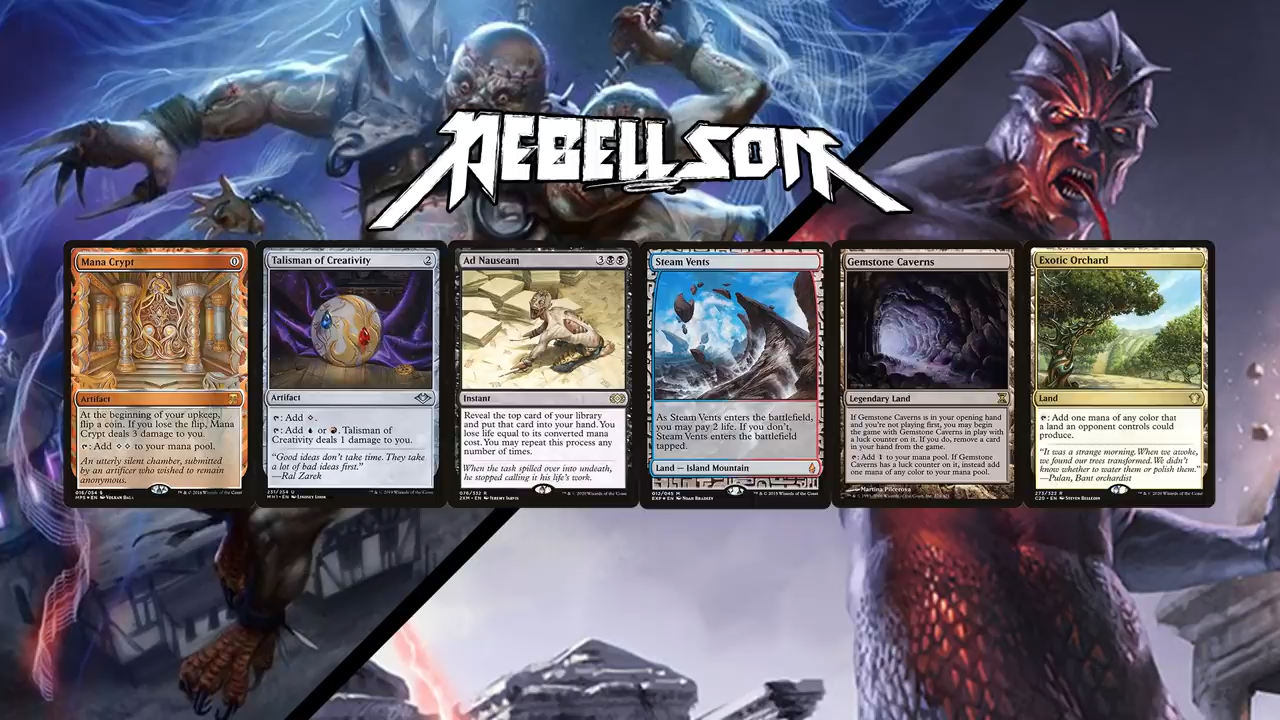 REBELLSON
Mana Crypt 0
Artifact
At the beginning of your upkeep,
flip a coin. If you lose the flip, Mana
Crypt deals 3 damage to you.
: Add to your mana pool.
An utterly silent chamber, submitted
by an artificer who wished to remain
anonymous.
Talisman of Creativity 2
Artifact
: Add .
: Add or . Talisman of
Creativity deals 1 damage to you.
“Good ideas don't take time. They take
a lot of bad ideas first.”
—Ral Zarek
Ad Nauseam 3
Instant
Reveal the top card of your library
and put that card into your hand. You
lose life equal to its converted mana
cost. You may repeat this process any
number of times.
When the task spilled over into undeath,
he stopped calling it his life's work.
Steam Vents
As Steam Vents enters the battlefield,
you may pay 2 life. If you don't,
Steam Vents enters the battlefield
tapped.
Land — Island Mountain
Gemstone Caverns
Legendary Land
If Gemstone Caverns is in your opening hand
and you're not playing first, you may begin
the game with Gemstone Caverns in play with
a luck counter on it. If you do, remove a card
in your hand from the game.
: Add 1 to your mana pool. If Gemstone
Caverns has a luck counter on it, instead add
one mana of any color to your mana pool.
Exotic Orchard
Land
: Add one mana of any color that
a land an opponent controls could
produce.
“It was a strange morning. When we awoke,
we found our trees transformed. We didn't
know whether to water them or polish them.”
—Pulan, Bant orchardist